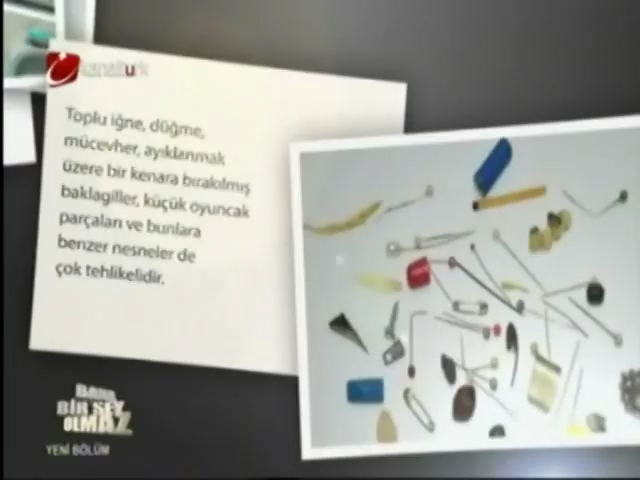 kanaltürk
Toplu iğne, düğme,
mücevher, ayıklanmak
üzere bir kenara bırakılmış
baklagiller, küçük oyuncak
parçaları ve bunlara
benzer nesneler de
çok tehlikelidir.
BANA
BİR ŞEY
OLMAZ
YENİ BÖLÜM